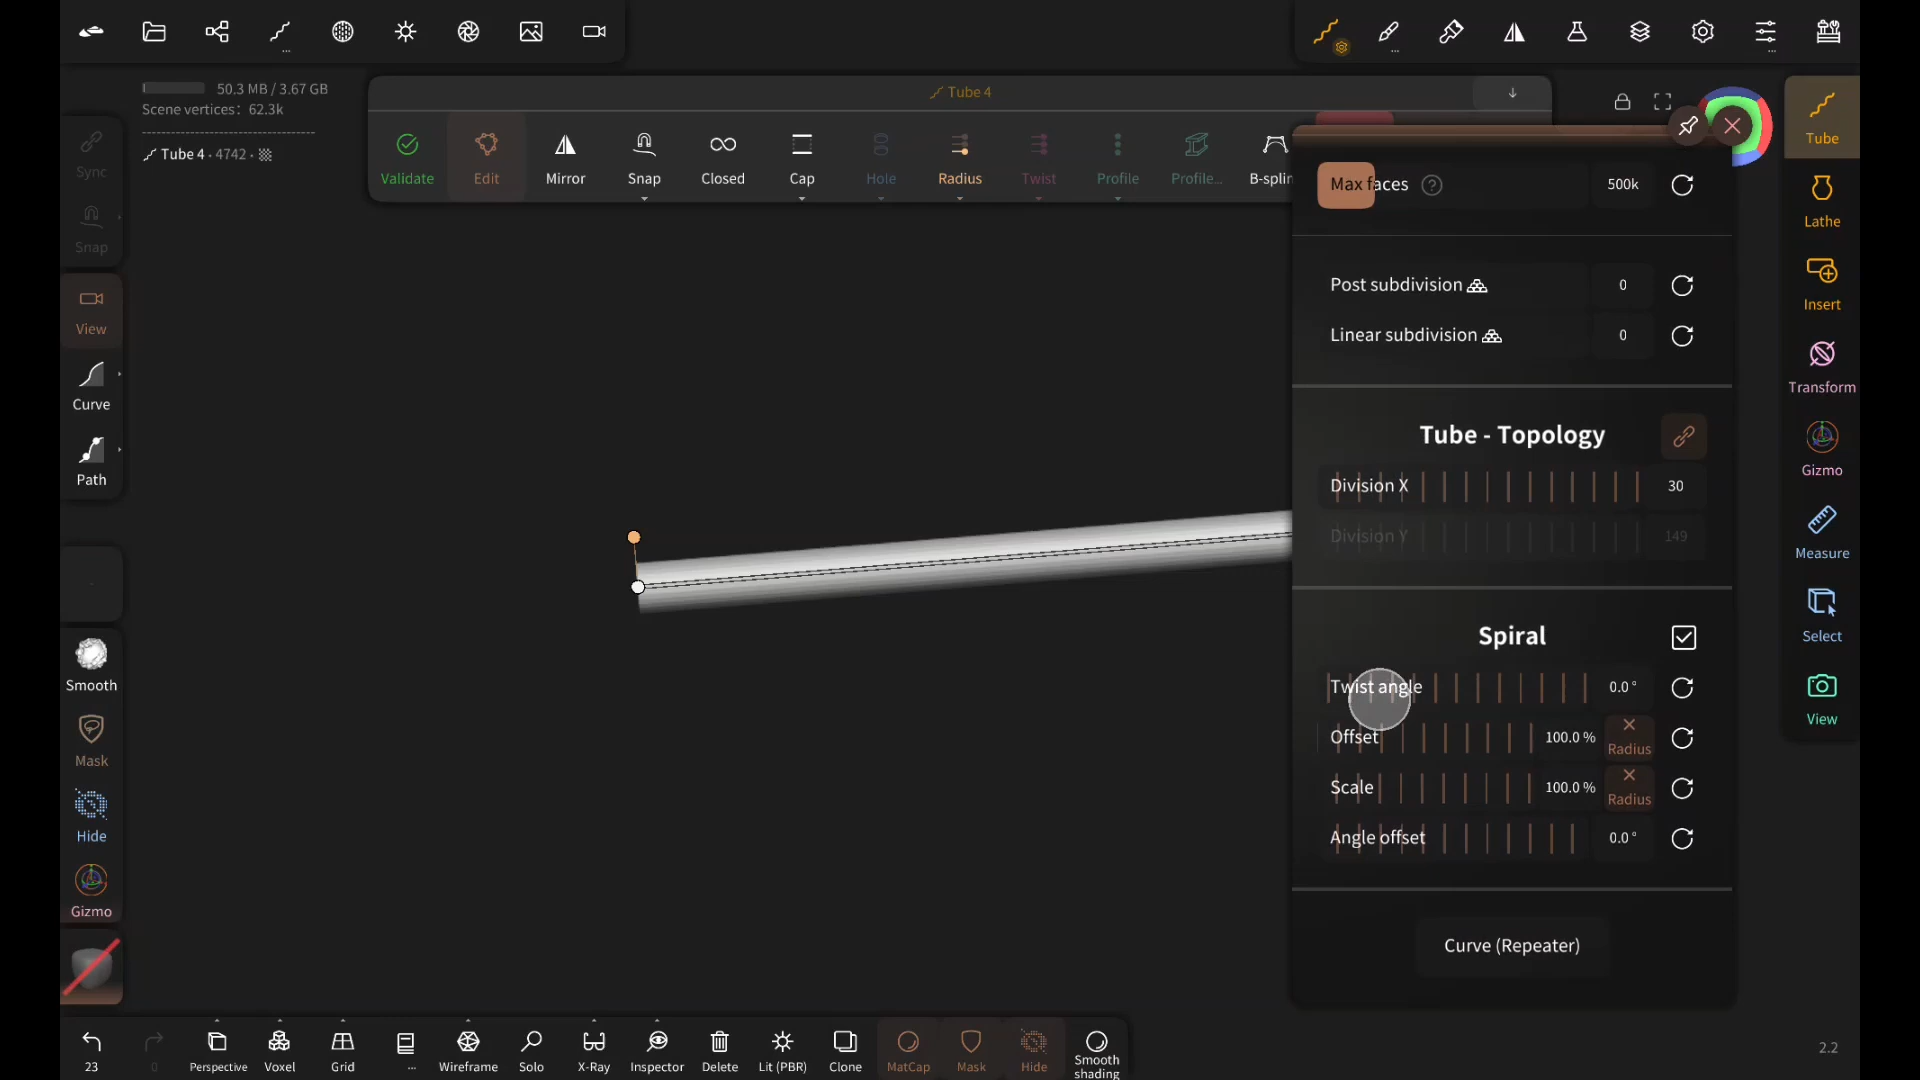 50.3 MB / 3.67 GB
Scene vertices: 62.3k
Tube 4 • 4742 •
Tube 4
Validate
Edit
Mirror
Snap
Closed
Cap
Hole
Radius
Twist
Profile
Profile...
B-splin
Sync
Snap
View
Curve
Path
Smooth
Mask
Hide
Gizmo
Max faces ? 500k
Post subdivision 0
Linear subdivision 0
Tube - Topology
Division X 30
Division Y 149
Spiral
Twist angle 0.0 °
Offset 100.0 % Radius
Scale 100.0 % Radius
Angle offset 0.0 °
Curve (Repeater)
Tube
Lathe
Insert
Transform
Gizmo
Measure
Select
View
23
0
Perspective
Voxel
Grid
...
Wireframe
Solo
X-Ray
Inspector
Delete
Lit (PBR)
Clone
MatCap
Mask
Hide
Smooth
shading
2.2